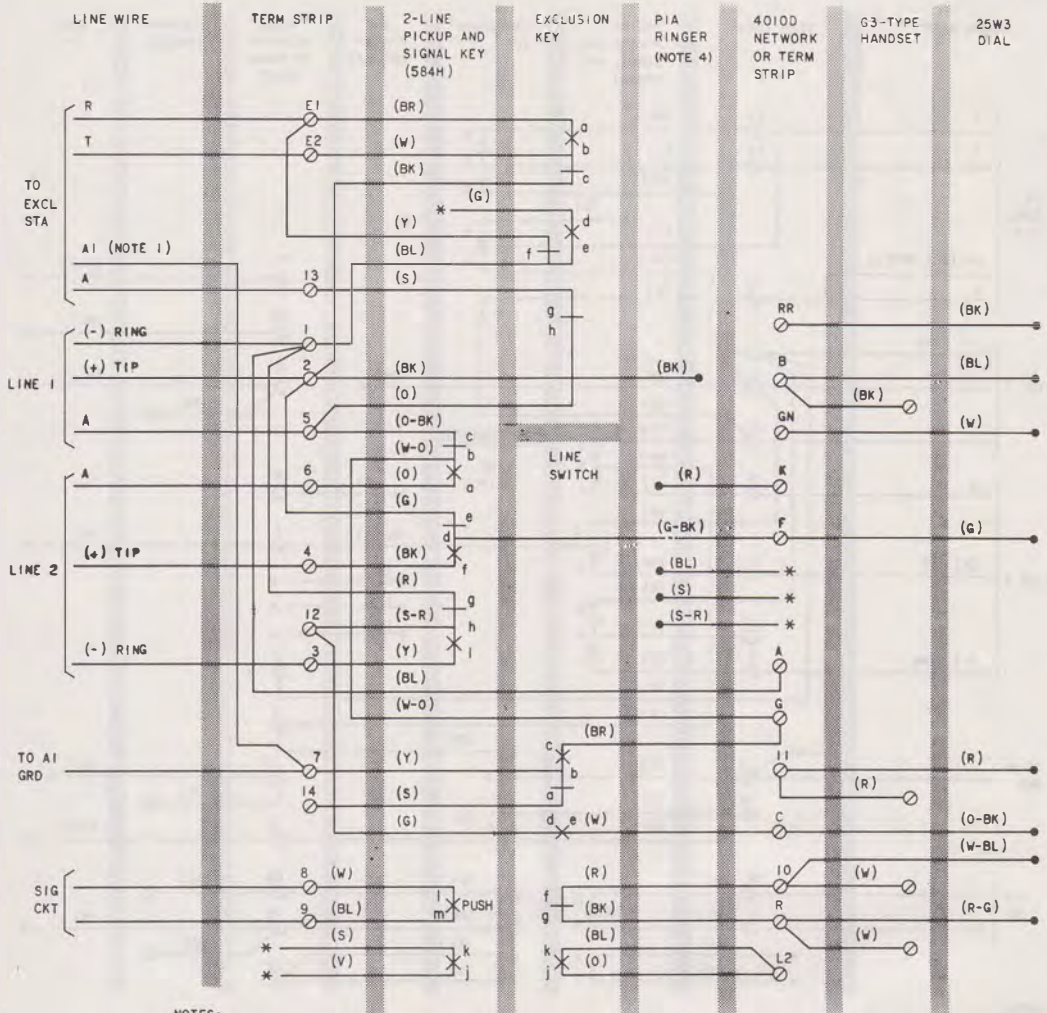 LINE WIRE
TERM STRIP
2-LINE
PICKUP AND
SIGNAL KEY
(584H)
EXCLUSION
KEY
P1A
RINGER
(NOTE 4)
4010D
NETWORK
OR TERM
STRIP
G3-TYPE
HANDSET
25W3
DIAL
R E1 (BR) a
T E2 (W) b
(BK) c
TO
EXCL
STA
* (G) d
(Y) e
(BL) f
A1 (NOTE 1)
A 13 (S) g
h
RR (BK)
LINE 1
(-) RING 1
(+) TIP 2 (BK) (BK) B (BL)
(O) (BK)
A 5 (O-BK) c GN (W)
(W-O) b
LINE
SWITCH
LINE 2
A 6 (O) a (R) K
(G) e
d (G-BK) F (G)
(+) TIP 4 (BK) f (BL) *
(R) g (S) *
12 (S-R) h (S-R) *
(-) RING 3 (Y) i A
(BL)
(W-O) G
(BR)
TO A1
GRD
7 (Y) c b 11 (R)
14 (S) a (R)
(G) d e (W) C (O-BK)
(W-BL)
SIG
CKT
8 (W) l f (R) 10 (W)
9 (BL) m PUSH g (BK) R (R-G)
* (S) k k (BL) (W)
* (V) j j (O) L2
NOTES: